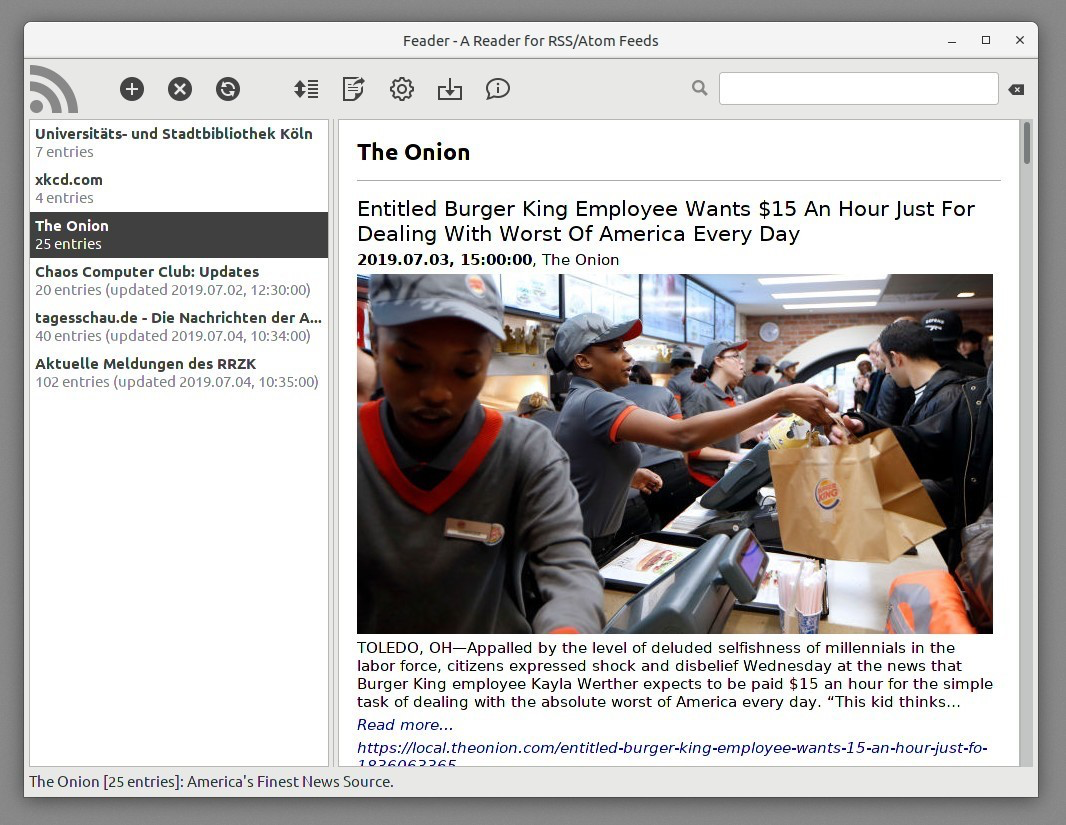 Feader - A Reader for RSS/Atom Feeds
Universitäts- und Stadtbibliothek Köln
7 entries
xkcd.com
4 entries
The Onion
25 entries
Chaos Computer Club: Updates
20 entries (updated 2019.07.02, 12:30:00)
tagesschau.de - Die Nachrichten der A...
40 entries (updated 2019.07.04, 10:34:00)
Aktuelle Meldungen des RRZK
102 entries (updated 2019.07.04, 10:35:00)
The Onion
Entitled Burger King Employee Wants $15 An Hour Just For
Dealing With Worst Of America Every Day
2019.07.03, 15:00:00, The Onion
BURGER
KING
TOLEDO, OH—Appalled by the level of deluded selfishness of millennials in the
labor force, citizens expressed shock and disbelief Wednesday at the news that
Burger King employee Kayla Werther expects to be paid $15 an hour for the simple
task of dealing with the absolute worst of America every day. “This kid thinks...
Read more...
https://local.theonion.com/entitled-burger-king-employee-wants-15-an-hour-just-fo-
1836063365
The Onion [25 entries]: America's Finest News Source.